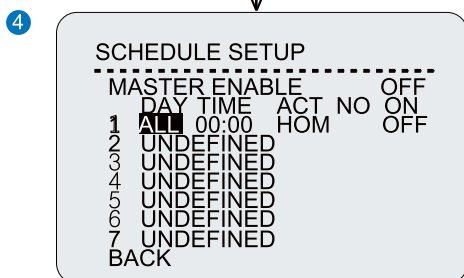 4
SCHEDULE SETUP
MASTER ENABLE OFF
DAY TIME ACT NO ON
1 ALL 00:00 HOM OFF
2 UNDEFINED
3 UNDEFINED
4 UNDEFINED
5 UNDEFINED
6 UNDEFINED
7 UNDEFINED
BACK